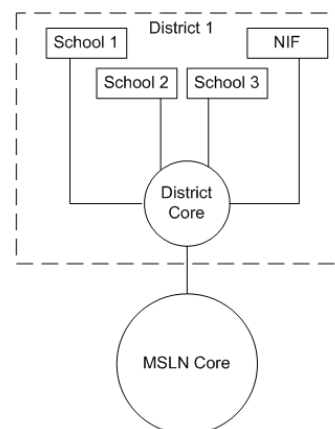 District 1
School 1
NIF
School 2
School 3
District
Core
MSLN Core